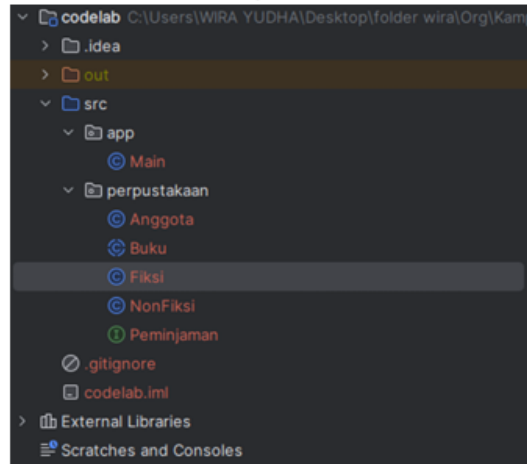 codelab C:\Users\WIRA YUDHA\Desktop\folder wira\Org\Kam
.idea
out
src
app
Main
perpustakaan
Anggota
Buku
Fiksi
NonFiksi
Peminjaman
.gitignore
codelab.iml
External Libraries
Scratches and Consoles